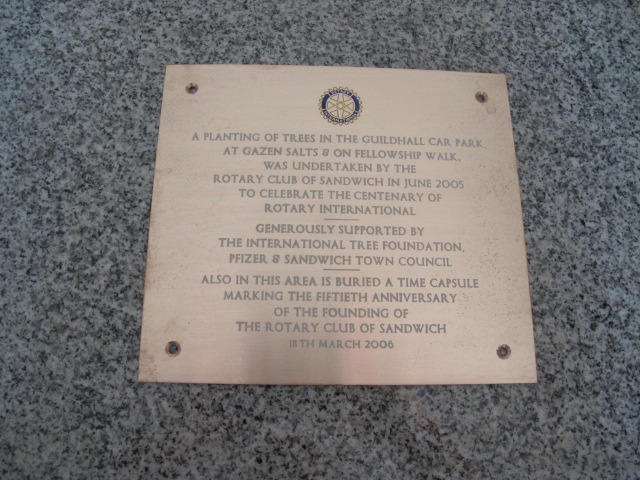 ROTARY
INTERNATIONAL
A PLANTING OF TREES IN THE GUILDHALL CAR PARK,
AT GAZEN SALTS & ON FELLOWSHIP WALK,
WAS UNDERTAKEN BY THE
ROTARY CLUB OF SANDWICH IN JUNE 2005
TO CELEBRATE THE CENTENARY OF
ROTARY INTERNATIONAL
GENEROUSLY SUPPORTED BY
THE INTERNATIONAL TREE FOUNDATION,
PFIZER & SANDWICH TOWN COUNCIL
ALSO IN THIS AREA IS BURIED A TIME CAPSULE
MARKING THE FIFTIETH ANNIVERSARY
OF THE FOUNDING OF
THE ROTARY CLUB OF SANDWICH
18TH MARCH 2006